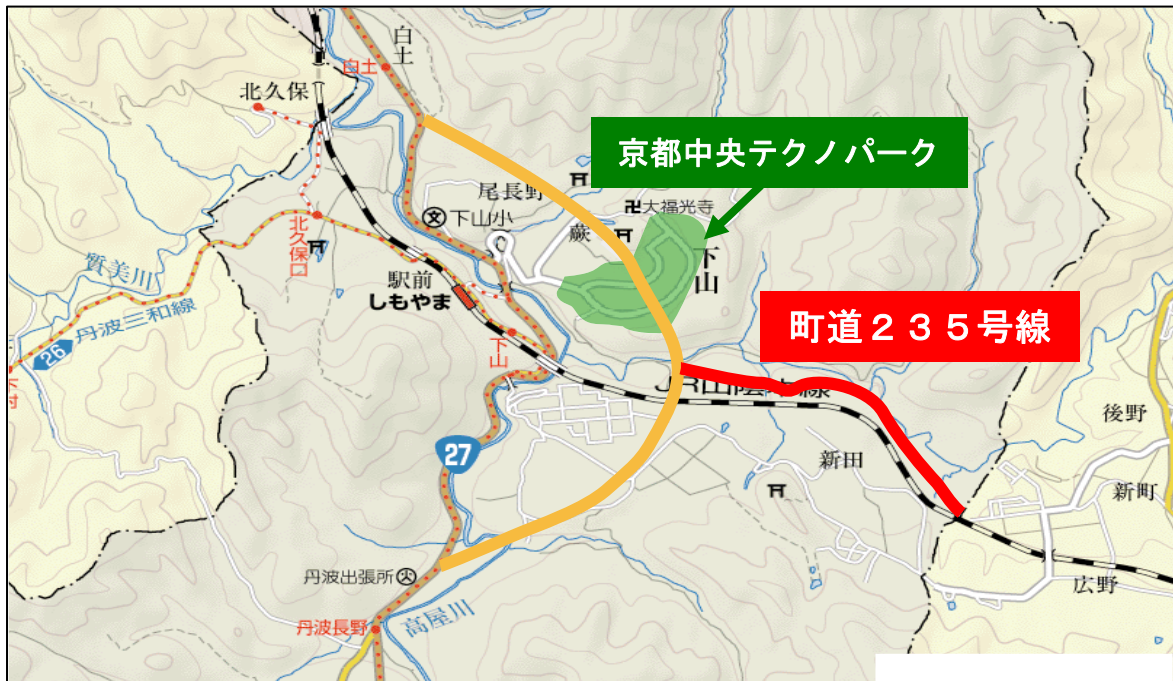 白土
白土
北久保
京都中央テクノパーク
尾長野
卍大福光寺
文
下山小
蕨
下山
北久保口
質美川
駅前
しもやま
丹波三和線
26
下山
町道２３５号線
JR山陰本線
後野
27
新田
新町
丹波出張所
広野
高屋川
丹波長野